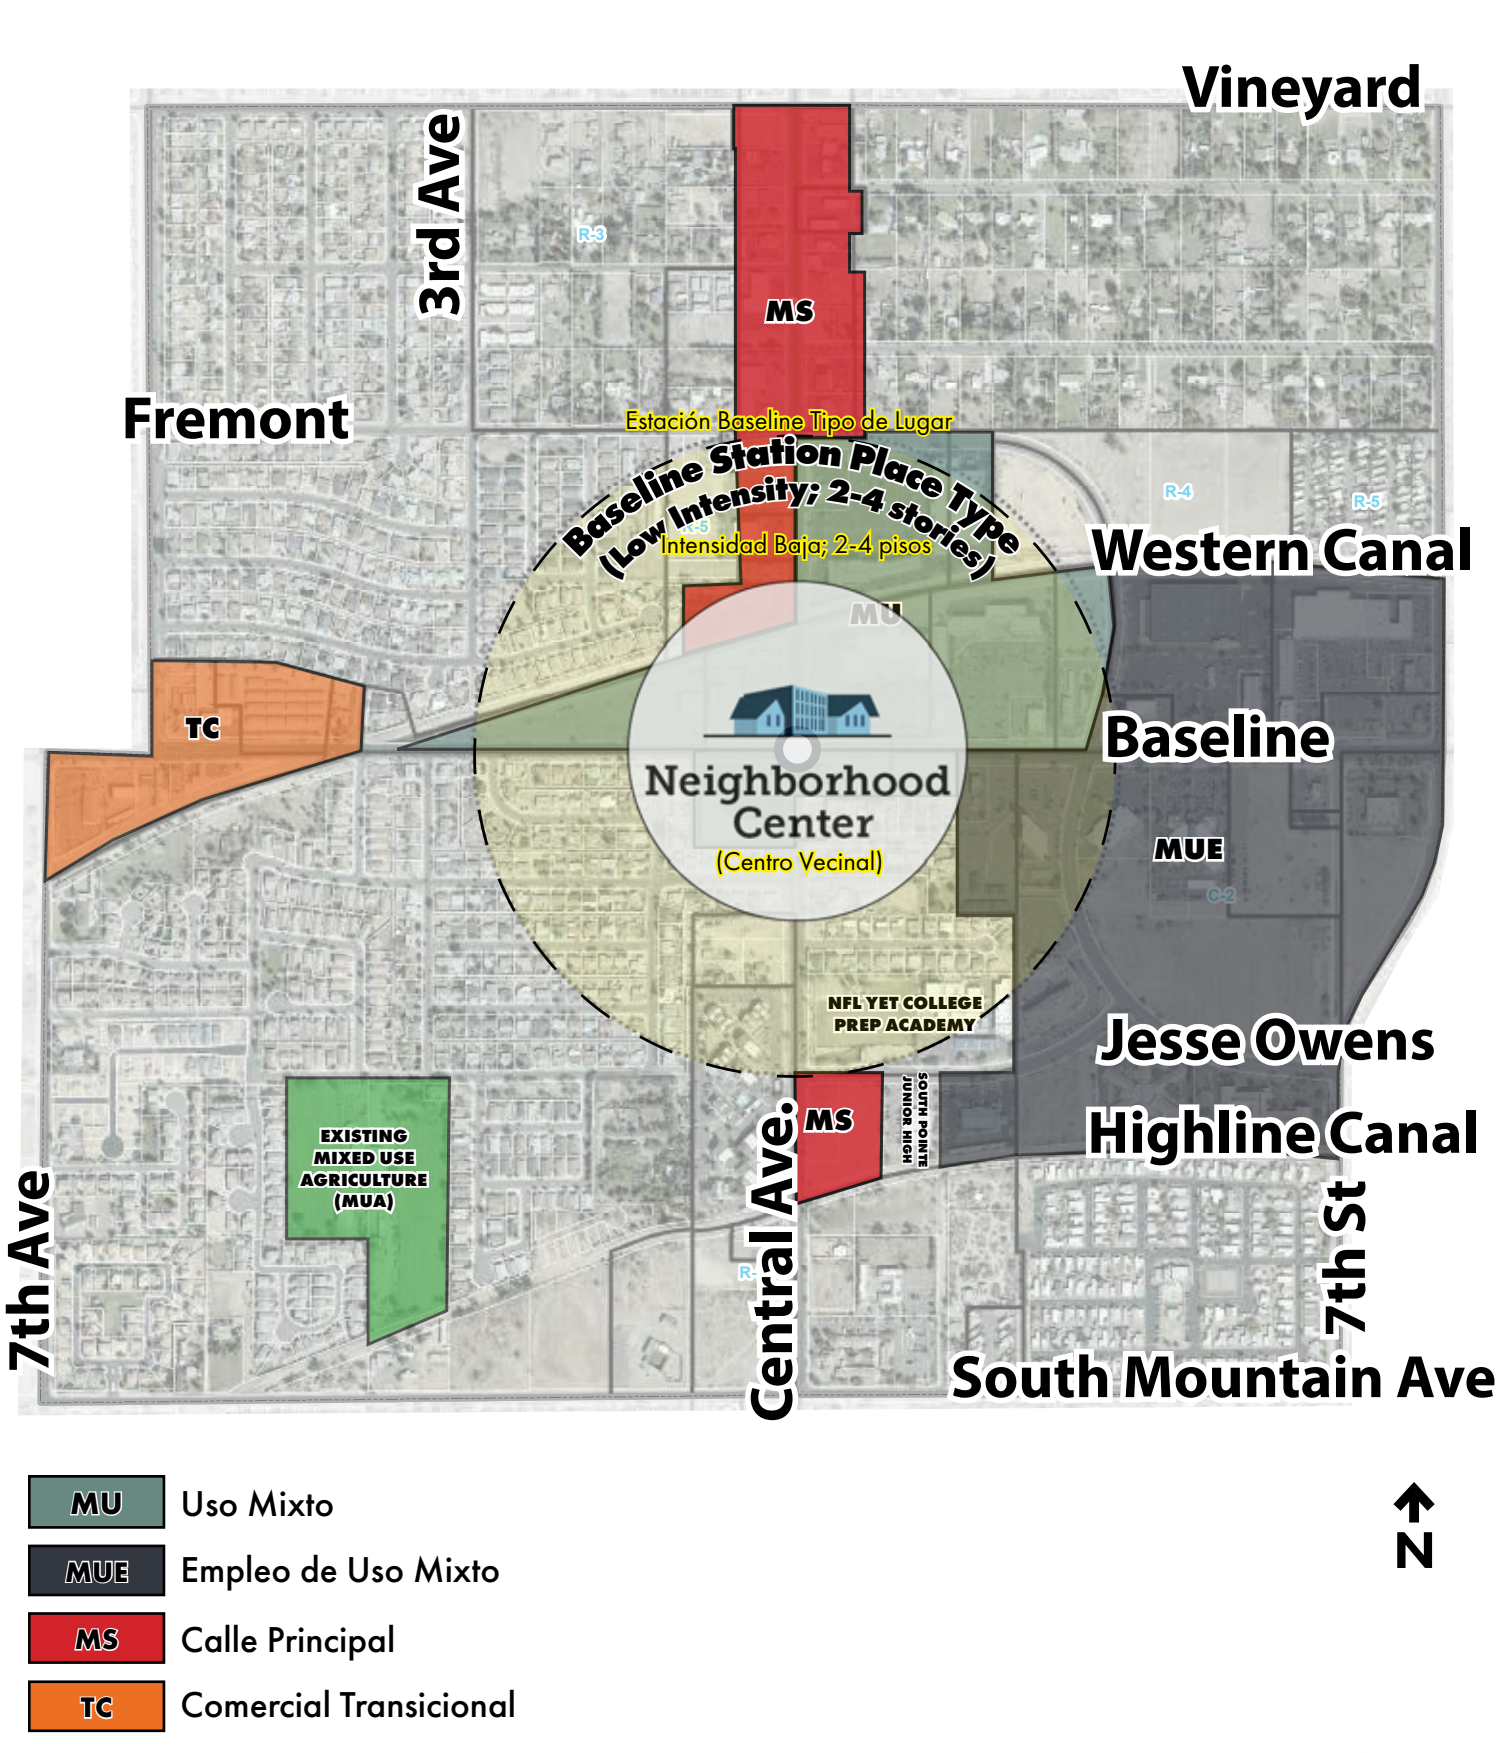 Vineyard
3rd Ave
R-3
MS
Fremont
Estación Baseline Tipo de Lugar
Baseline Station Place Type
(Low Intensity; 2-4 stories)
R-5
Intensidad Baja; 2-4 pisos
R-4
R-5
Western Canal
MU
TC
Baseline
Neighborhood
Center
(Centro Vecinal)
MUE
C-2
NFL YET COLLEGE
PREP ACADEMY
Jesse Owens
MS
SOUTH POINTE
JUNIOR HIGH
Highline Canal
EXISTING
MIXED USE
AGRICULTURE
(MUA)
7th Ave
Central Ave.
7th St
South Mountain Ave
MU Uso Mixto
MUE Empleo de Uso Mixto
MS Calle Principal
TC Comercial Transicional
N